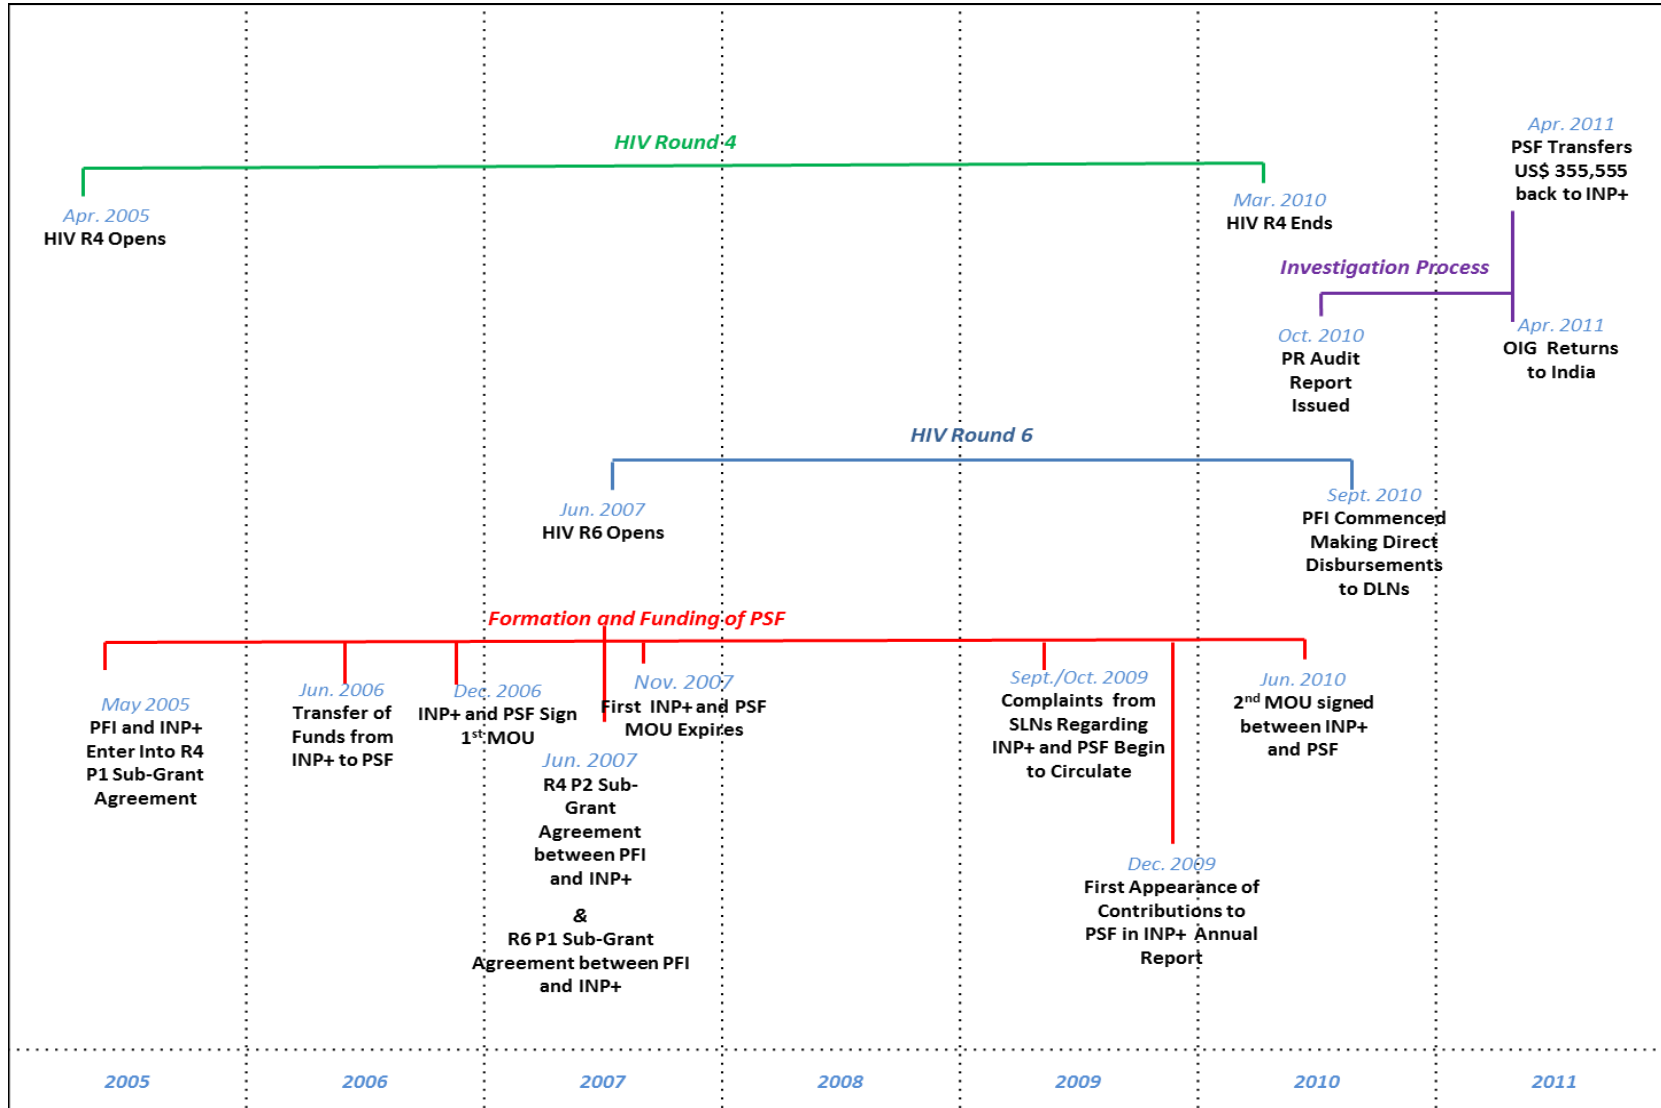 HIV Round 4
Apr. 2005
HIV R4 Opens
Mar. 2010
HIV R4 Ends
Apr. 2011
PSF Transfers
US$ 355,555
back to INP+
Investigation Process
Oct. 2010
PR Audit
Report
Issued
Apr. 2011
OIG Returns
to India
HIV Round 6
Jun. 2007
HIV R6 Opens
Sept. 2010
PFI Commenced
Making Direct
Disbursements
to DLNs
Formation and Funding of PSF
May 2005
PFI and INP+
Enter Into R4
P1 Sub-Grant
Agreement
Jun. 2006
Transfer of
Funds from
INP+ to PSF
Dec. 2006
INP+ and PSF Sign
1st MOU
Jun. 2007
R4 P2 Sub-
Grant
Agreement
between PFI
and INP+
&
R6 P1 Sub-Grant
Agreement between PFI
and INP+
Nov. 2007
First INP+ and PSF
MOU Expires
Sept./Oct. 2009
Complaints from
SLNs Regarding
INP+ and PSF Begin
to Circulate
Dec. 2009
First Appearance of
Contributions to
PSF in INP+ Annual
Report
Jun. 2010
2nd MOU signed
between INP+
and PSF
2005
2006
2007
2008
2009
2010
2011